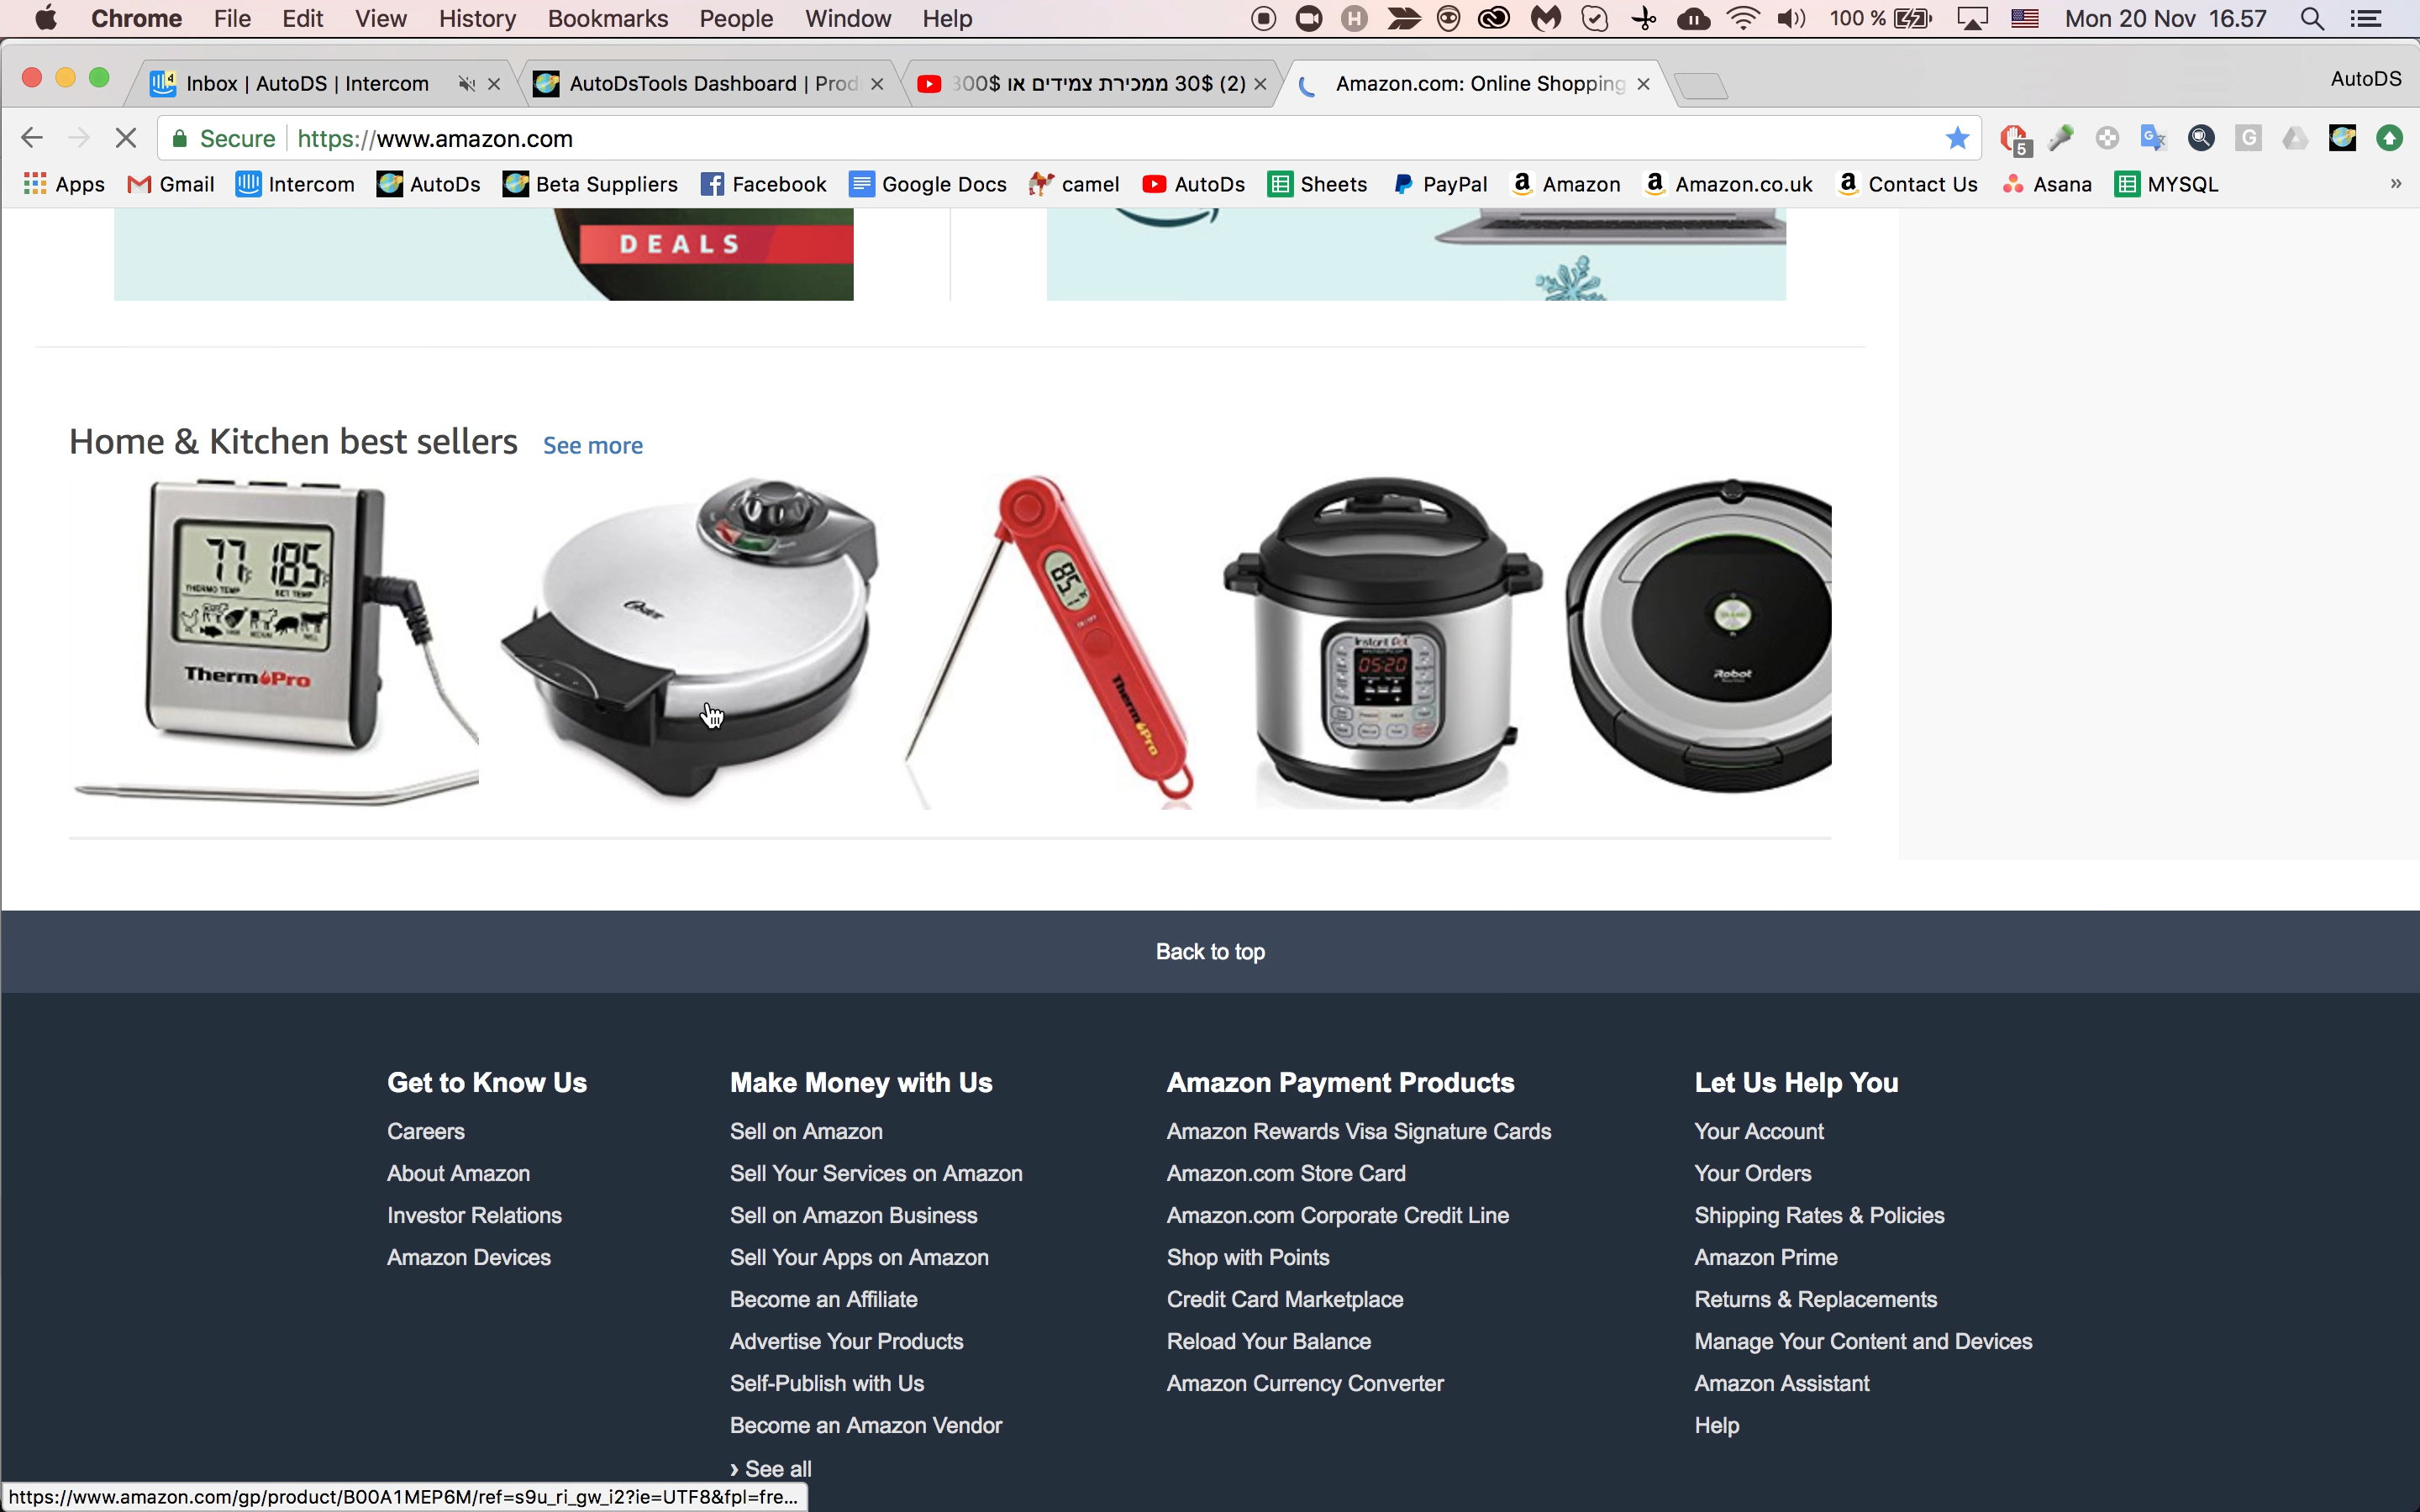 Chrome File Edit View History Bookmarks People Window Help 100 % Mon 20 Nov 16.57
Inbox | AutoDS | Intercom AutoDsTools Dashboard | Prod (2) 30$ ממכירת צמידים או 300$ Amazon.com: Online Shopping AutoDS
Secure https://www.amazon.com 5 G
Apps Gmail Intercom AutoDs Beta Suppliers Facebook Google Docs camel AutoDs Sheets PayPal Amazon Amazon.co.uk Contact Us Asana MYSQL »
DEALS
Home & Kitchen best sellers See more
77 185
THERMO TEMP SET TEMP
ThermoPro
Oster
85
ThermoPro
Instant Pot
05:20
iRobot
Back to top
Get to Know Us
Careers
About Amazon
Investor Relations
Amazon Devices
Make Money with Us
Sell on Amazon
Sell Your Services on Amazon
Sell on Amazon Business
Sell Your Apps on Amazon
Become an Affiliate
Advertise Your Products
Self-Publish with Us
Become an Amazon Vendor
› See all
Amazon Payment Products
Amazon Rewards Visa Signature Cards
Amazon.com Store Card
Amazon.com Corporate Credit Line
Shop with Points
Credit Card Marketplace
Reload Your Balance
Amazon Currency Converter
Let Us Help You
Your Account
Your Orders
Shipping Rates & Policies
Amazon Prime
Returns & Replacements
Manage Your Content and Devices
Amazon Assistant
Help
https://www.amazon.com/gp/product/B00A1MEP6M/ref=s9u_ri_gw_i2?ie=UTF8&fpl=fre...